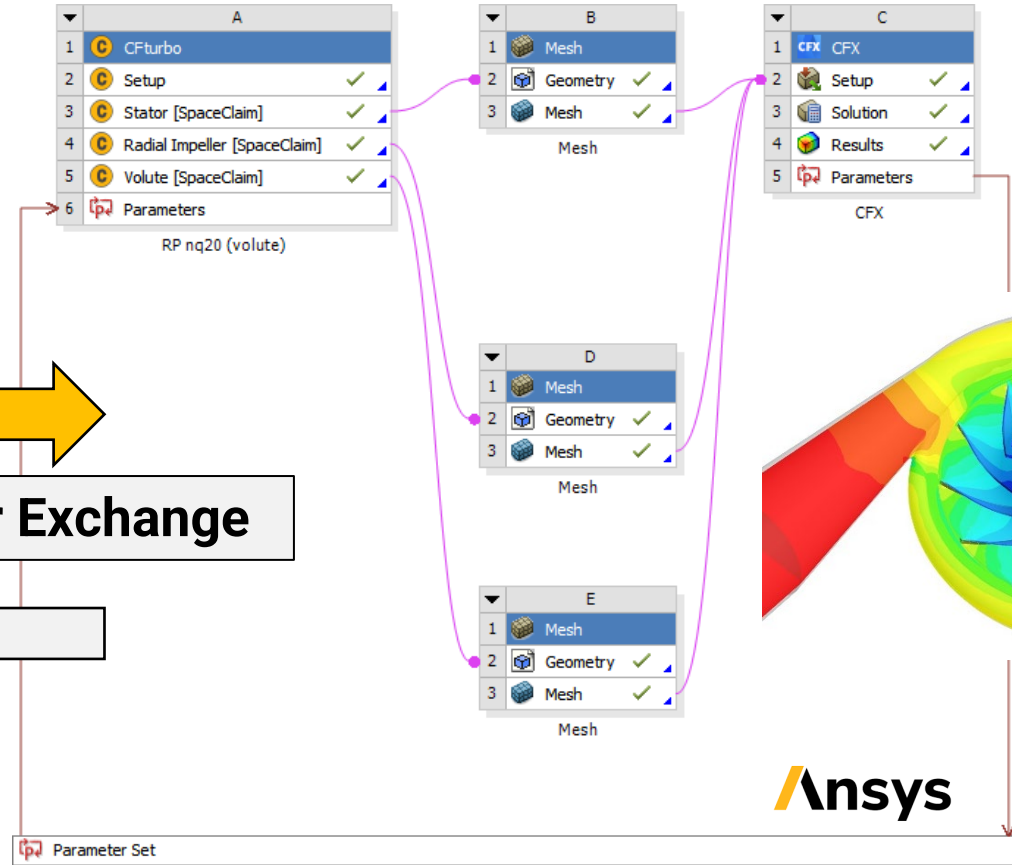 A
1 C CFturbo
2 C Setup
3 C Stator [SpaceClaim]
4 C Radial Impeller [SpaceClaim]
5 C Volute [SpaceClaim]
6 Parameters
RP nq20 (volute)
B
1 Mesh
2 Geometry
3 Mesh
Mesh
C
1 CFX CFX
2 Setup
3 Solution
4 Results
5 Parameters
CFX
D
1 Mesh
2 Geometry
3 Mesh
Mesh
r Exchange
E
1 Mesh
2 Geometry
3 Mesh
Mesh
Ansys
Parameter Set